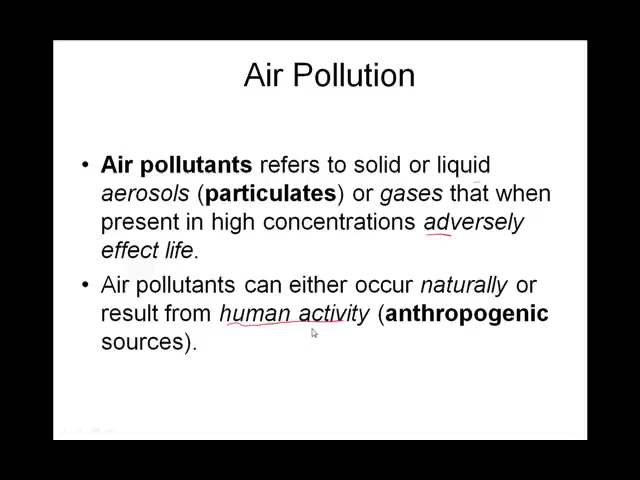 Air Pollution
• Air pollutants refers to solid or liquid
aerosols (particulates) or gases that when
present in high concentrations adversely
effect life.
• Air pollutants can either occur naturally or
result from human activity (anthropogenic
sources).